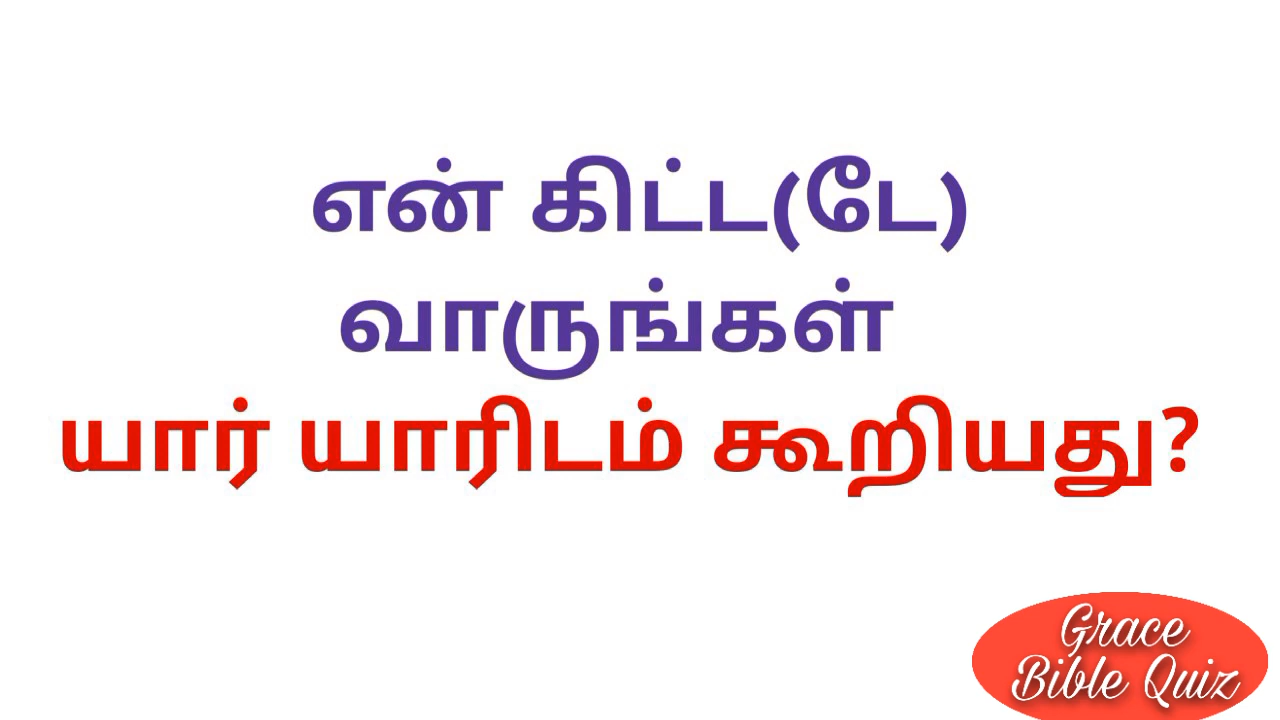 என் கிட்ட(டே)
வாருங்கள்
யார் யாரிடம் கூறியது?
Grace
Bible Quiz